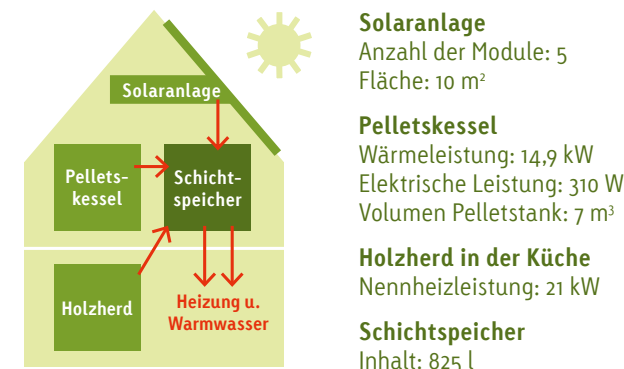 Solaranlage
Pellets-
kessel
Schicht-
speicher
Holzherd
Heizung u.
Warmwasser
Solaranlage
Anzahl der Module: 5
Fläche: 10 m²
Pelletskessel
Wärmeleistung: 14,9 kW
Elektrische Leistung: 310 W
Volumen Pelletstank: 7 m³
Holzherd in der Küche
Nennheizleistung: 21 kW
Schichtspeicher
Inhalt: 825 l